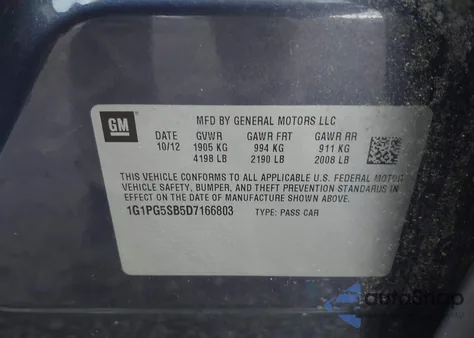 GM MFD BY GENERAL MOTORS LLC
10/12 GVWR GAWR FRT GAWR RR
1905 KG 994 KG 911 KG
4198 LB 2190 LB 2008 LB
THIS VEHICLE CONFORMS TO ALL APPLICABLE U.S. FEDERAL MOTOR
VEHICLE SAFETY, BUMPER, AND THEFT PREVENTION STANDARDS
IN EFFECT ON THE DATE OF MANUFACTURE SHOWN ABOVE.
1G1PG5SB5D7166803 TYPE: PASS CAR
autoSnap